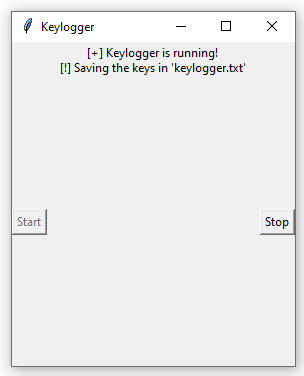 Keylogger
[+] Keylogger is running!
[!] Saving the keys in 'keylogger.txt'
Start
Stop